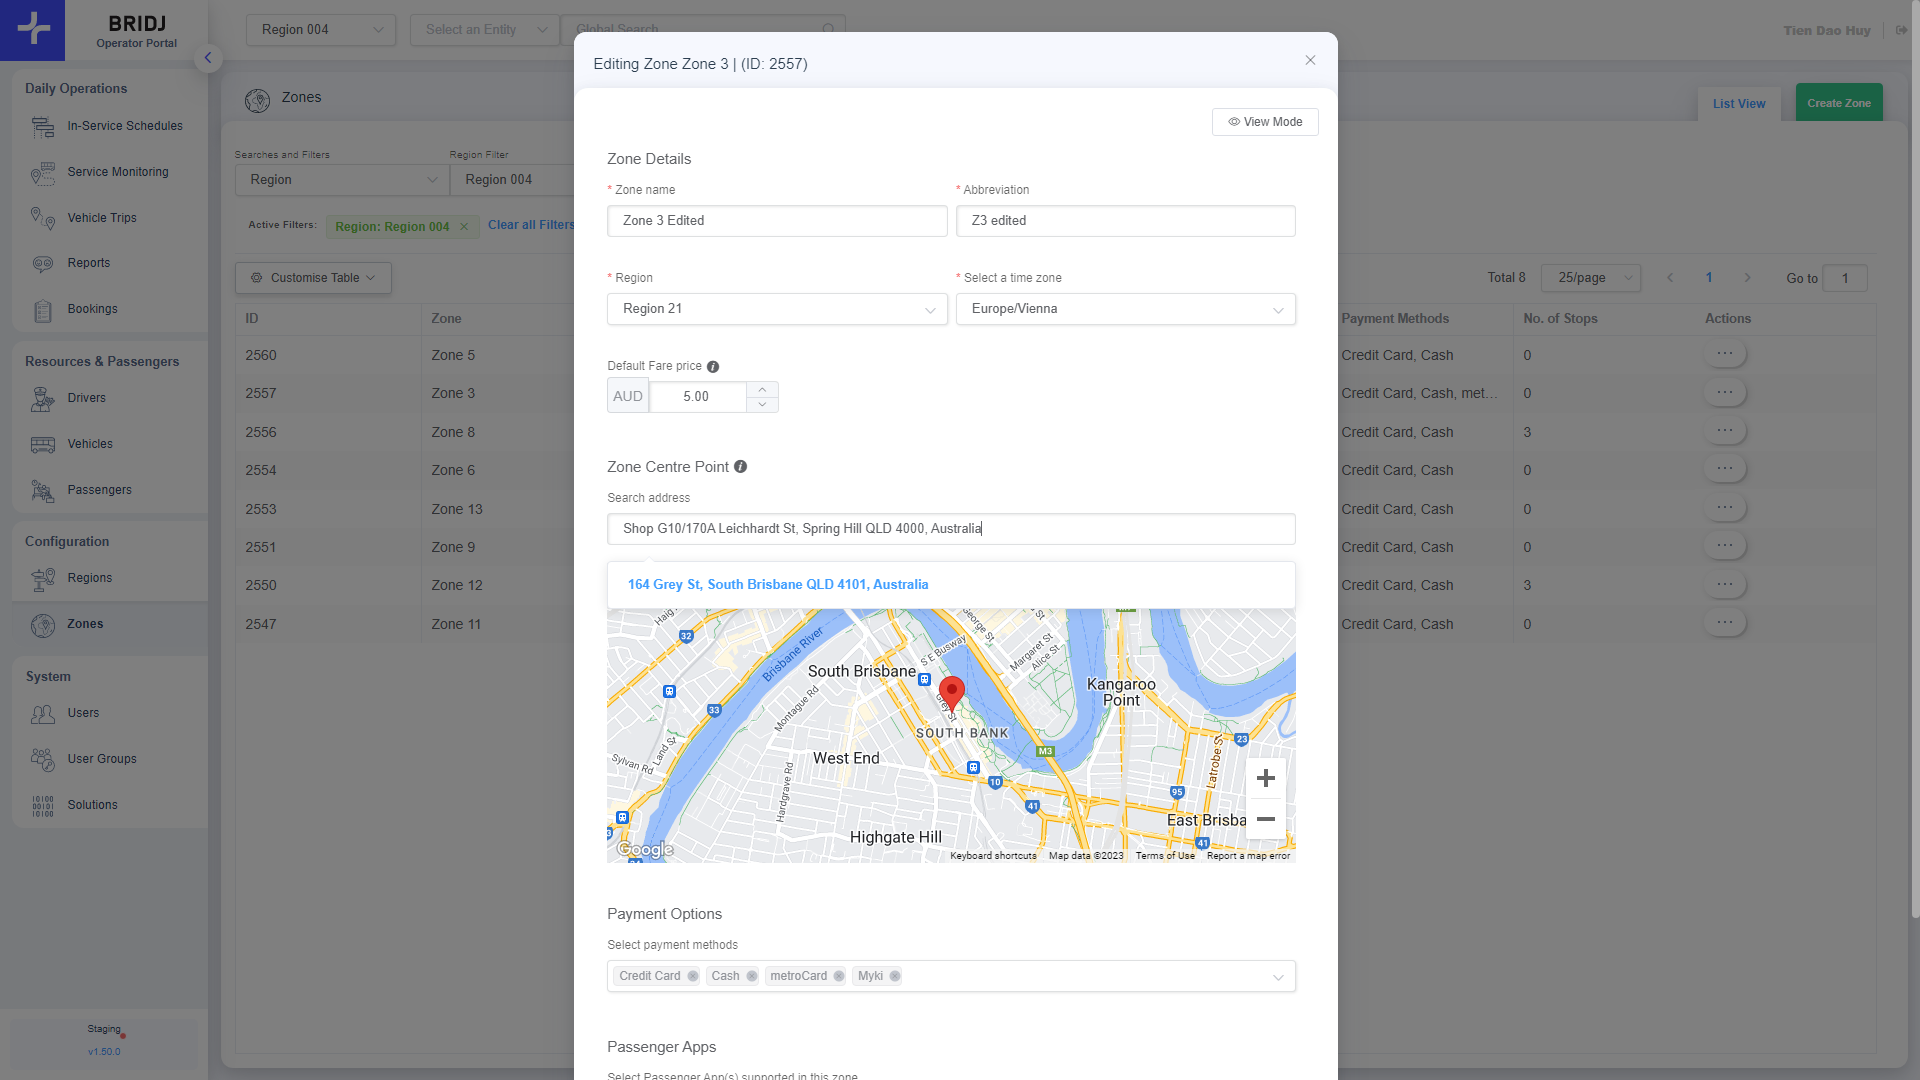 BRIDJ
Operator Portal
Region 004
Select an Entity
Global Search
Tien Dao Huy
Daily Operations
In-Service Schedules
Service Monitoring
Vehicle Trips
Reports
Bookings
Resources & Passengers
Drivers
Vehicles
Passengers
Configuration
Regions
Zones
System
Users
User Groups
Solutions
Staging
v1.50.0
Zones
List View
Create Zone
Searches and Filters
Region
Region Filter
Region 004
Active Filters:
Region: Region 004
Clear all Filters
Customise Table
Total 8
25/page
1
Go to
1
ID Zone Payment Methods No. of Stops Actions
2560 Zone 5 Credit Card, Cash 0
2557 Zone 3 Credit Card, Cash, met... 0
2556 Zone 8 Credit Card, Cash 3
2554 Zone 6 Credit Card, Cash 0
2553 Zone 13 Credit Card, Cash 0
2551 Zone 9 Credit Card, Cash 0
2550 Zone 12 Credit Card, Cash 3
2547 Zone 11 Credit Card, Cash 0
Editing Zone Zone 3 | (ID: 2557)
View Mode
Zone Details
* Zone name
Zone 3 Edited
* Abbreviation
Z3 edited
* Region
Region 21
* Select a time zone
Europe/Vienna
Default Fare price
AUD
5.00
Zone Centre Point
Search address
Shop G10/170A Leichhardt St, Spring Hill QLD 4000, Australia
164 Grey St, South Brisbane QLD 4101, Australia
Haig
32
Brisbane River
George St
S E Busway
Margaret St
Alice St
South Brisbane
Kangaroo
Point
33
Montague Rd
Grey St
SOUTH BANK
M3
23
Land St
Sylvan Rd
West End
Hardgrave Rd
Latrobe St
10
41
95
East Brisba
Highgate Hill
41
Google
Keyboard shortcuts
Map data ©2023
Terms of Use
Report a map error
Payment Options
Select payment methods
Credit Card
Cash
metroCard
Myki
Passenger Apps
Select Passenger App(s) supported in this zone